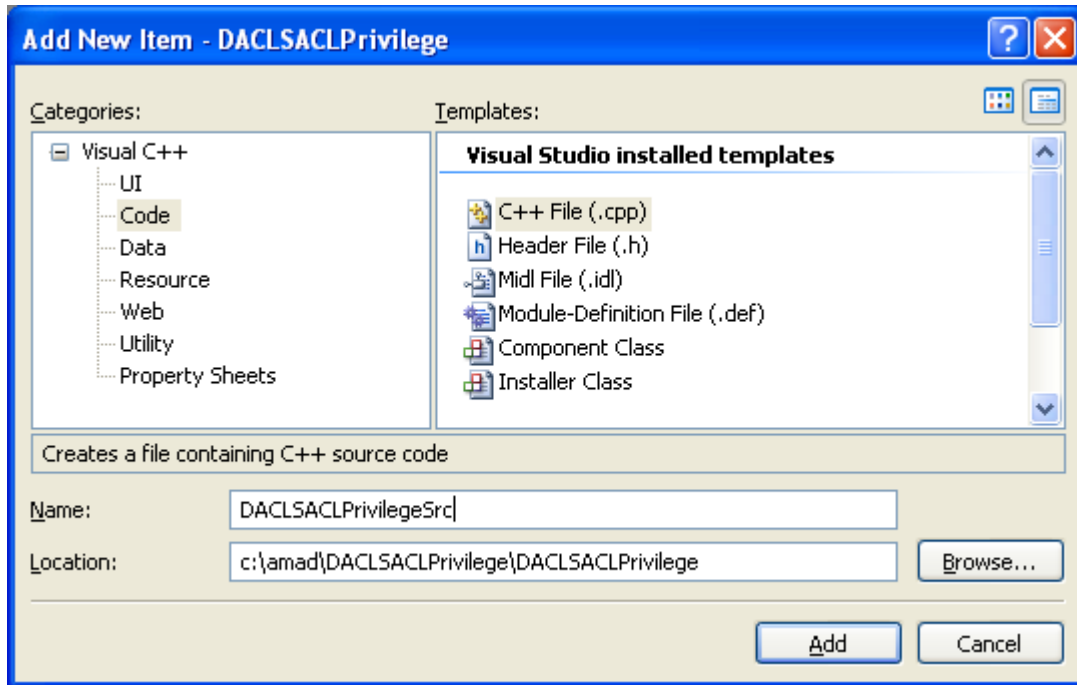 Add New Item - DACLSACLPrivilege
Categories:
Templates:
Visual C++
UI
Code
Data
Resource
Web
Utility
Property Sheets
Visual Studio installed templates
C++ File (.cpp)
Header File (.h)
Midl File (.idl)
Module-Definition File (.def)
Component Class
Installer Class
Creates a file containing C++ source code
Name:
DACLSACLPrivilegeSrc
Location:
c:\amad\DACLSACLPrivilege\DACLSACLPrivilege
Browse...
Add
Cancel